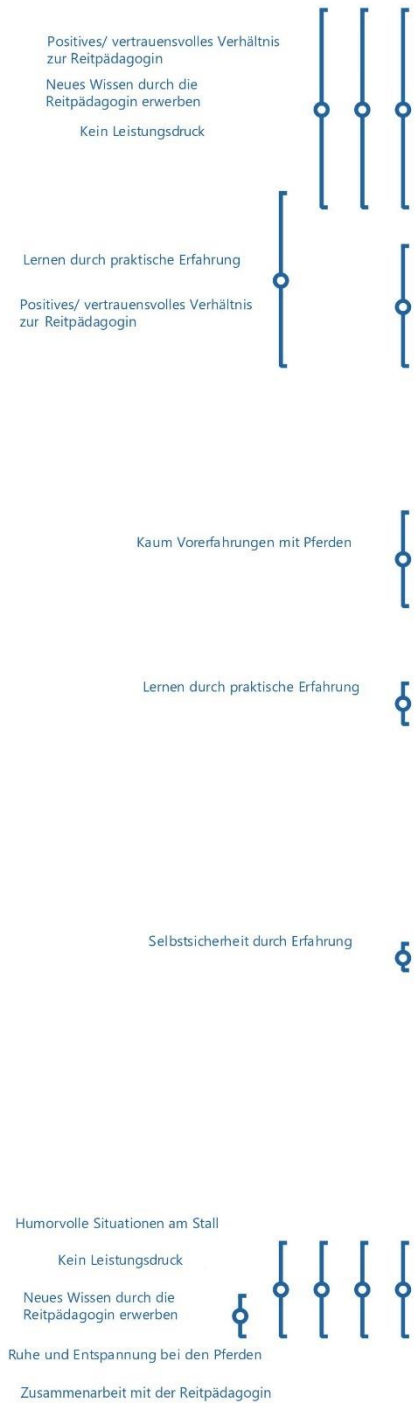 Positives/ vertrauensvolles Verhältnis
zur Reitpädagogin
Neues Wissen durch die
Reitpädagogin erwerben
Kein Leistungsdruck
Lernen durch praktische Erfahrung
Positives/ vertrauensvolles Verhältnis
zur Reitpädagogin
Kaum Vorerfahrungen mit Pferden
Lernen durch praktische Erfahrung
Selbstsicherheit durch Erfahrung
Humorvolle Situationen am Stall
Kein Leistungsdruck
Neues Wissen durch die
Reitpädagogin erwerben
Ruhe und Entspannung bei den Pferden
Zusammenarbeit mit der Reitpädagogin